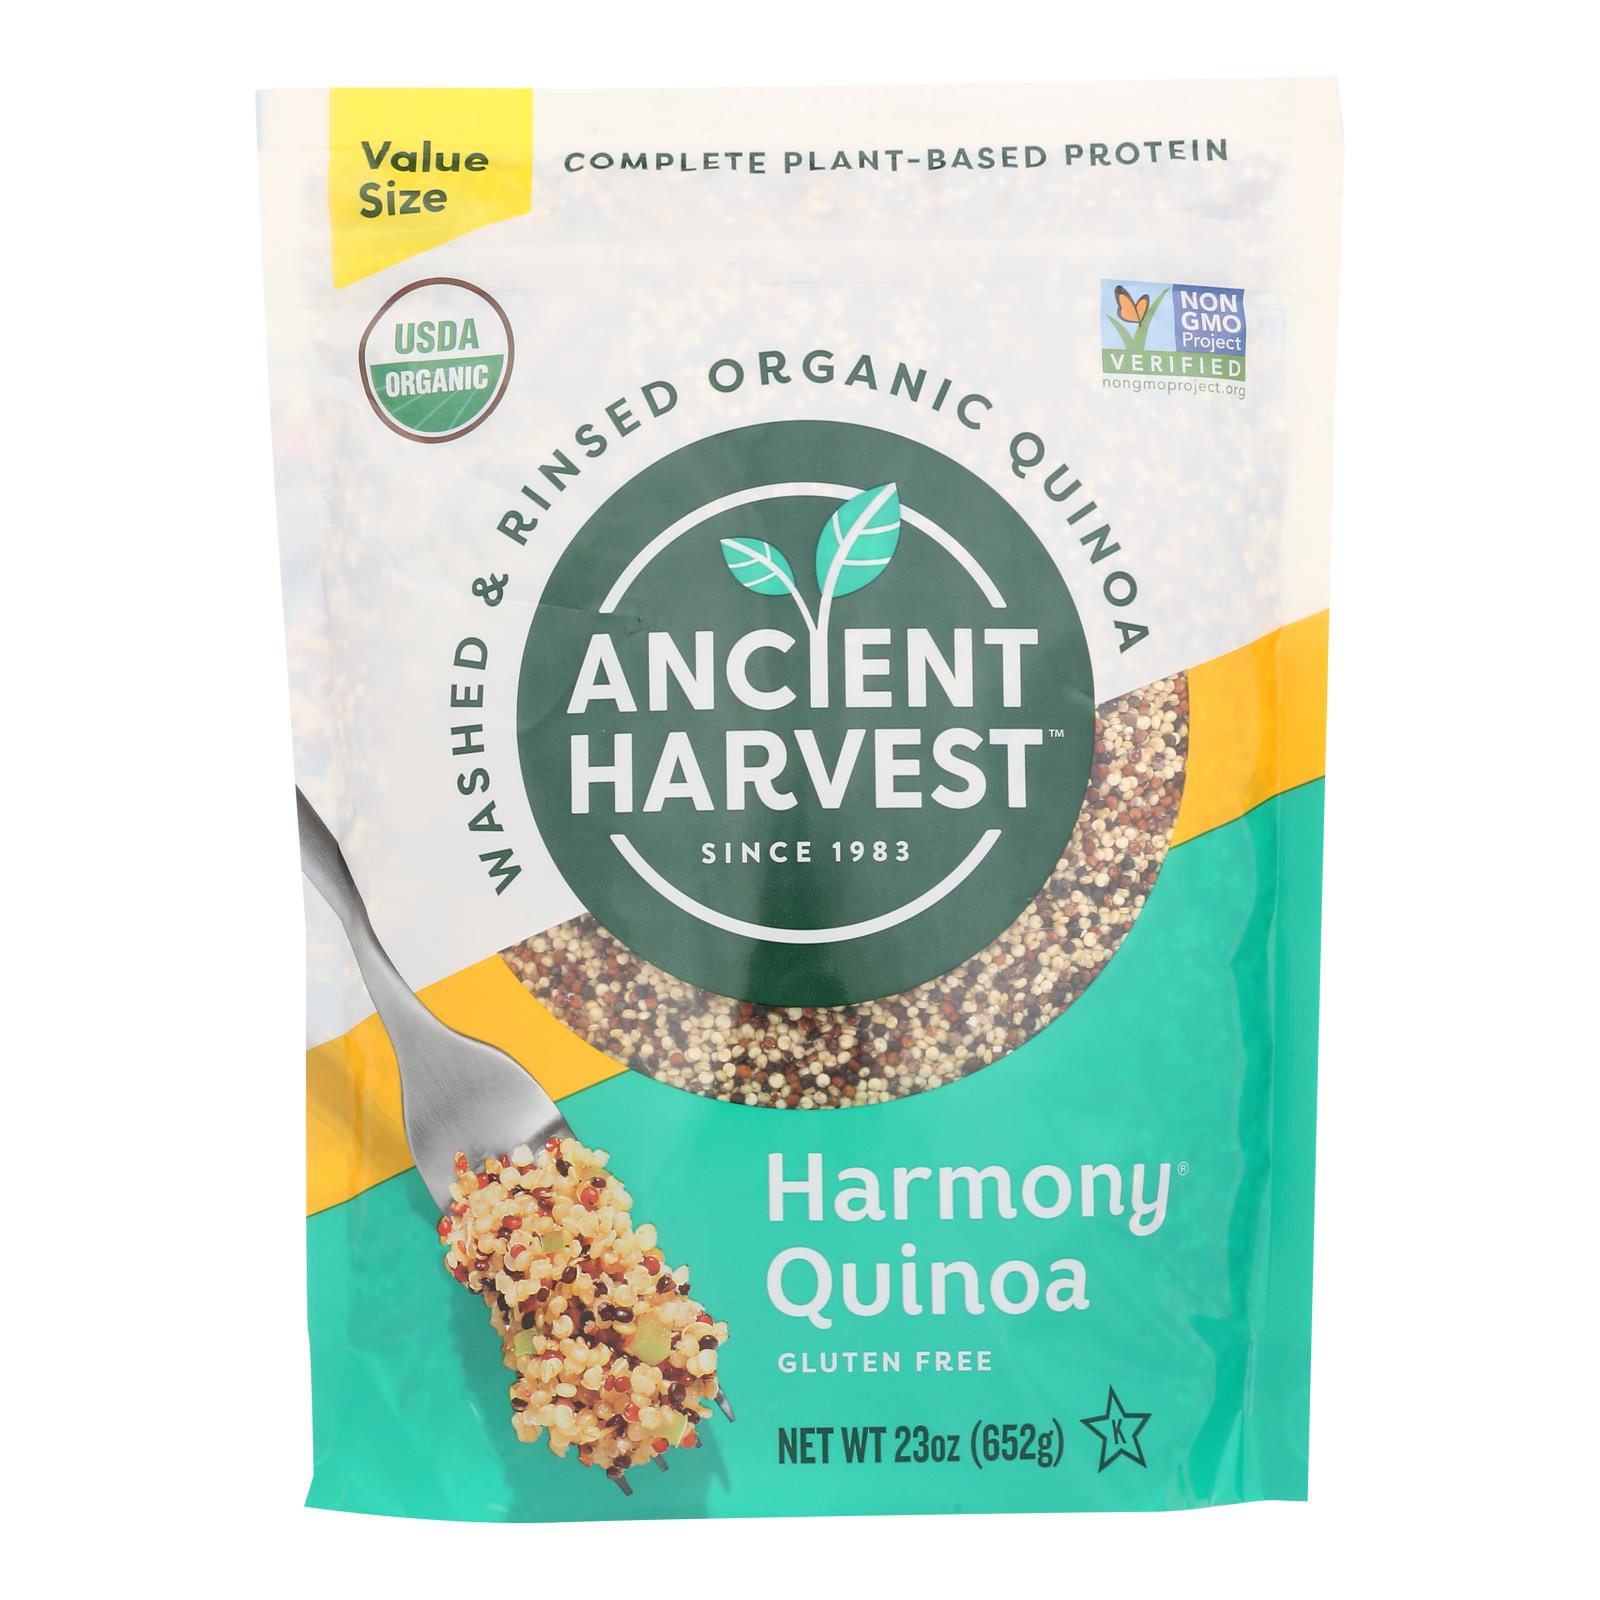 Value
Size
COMPLETE PLANT-BASED PROTEIN
USDA
ORGANIC
NON
GMO
Project
VERIFIED
nongmoproject.org
WASHED & RINSED ORGANIC QUINOA
ANCIENT
HARVEST™
SINCE 1983
Harmony®
Quinoa
GLUTEN FREE
NET WT 23oz (652g)
K